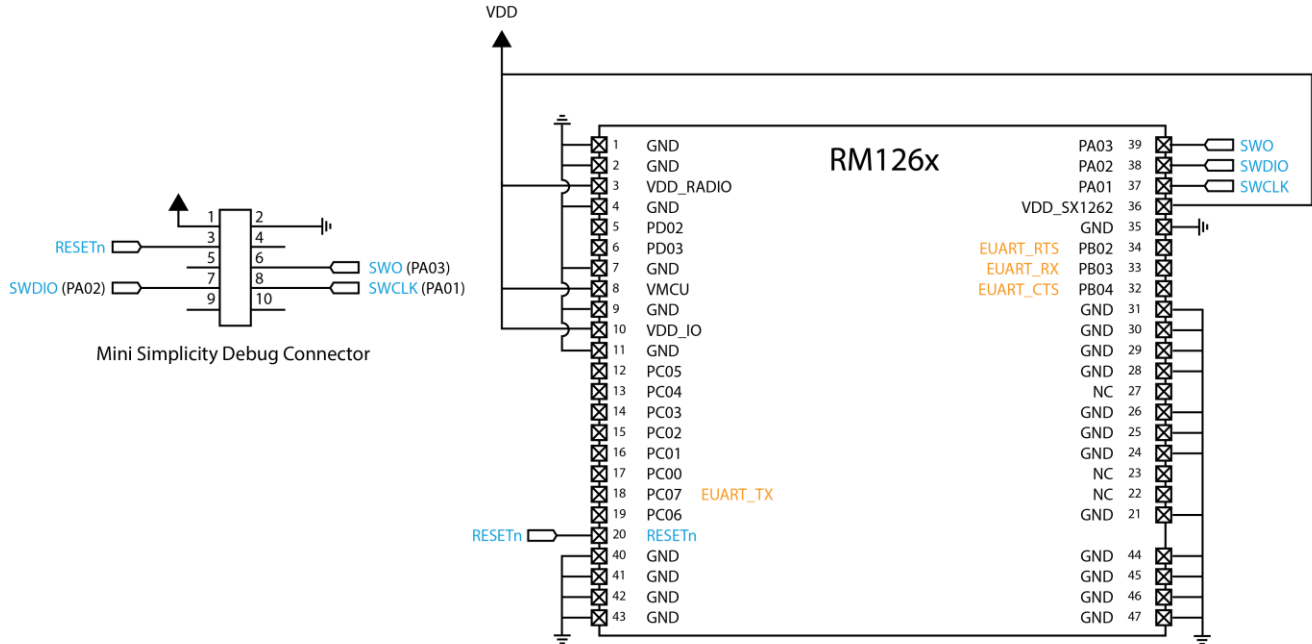 VDD
RM126x
1 GND
2 GND
3 VDD_RADIO
4 GND
5 PD02
6 PD03
7 GND
8 VMCU
9 GND
10 VDD_IO
11 GND
12 PC05
13 PC04
14 PC03
15 PC02
16 PC01
17 PC00
18 PC07 EUART_TX
19 PC06
RESETn 20 RESETn
40 GND
41 GND
42 GND
43 GND
PA03 39 SWO
PA02 38 SWDIO
PA01 37 SWCLK
VDD_SX1262 36
GND 35
EUART_RTS PB02 34
EUART_RX PB03 33
EUART_CTS PB04 32
GND 31
GND 30
GND 29
GND 28
NC 27
GND 26
GND 25
GND 24
NC 23
NC 22
GND 21
GND 44
GND 45
GND 46
GND 47
1 2
RESETn 3 4
5 6 SWO (PA03)
SWDIO (PA02) 7 8 SWCLK (PA01)
9 10
Mini Simplicity Debug Connector